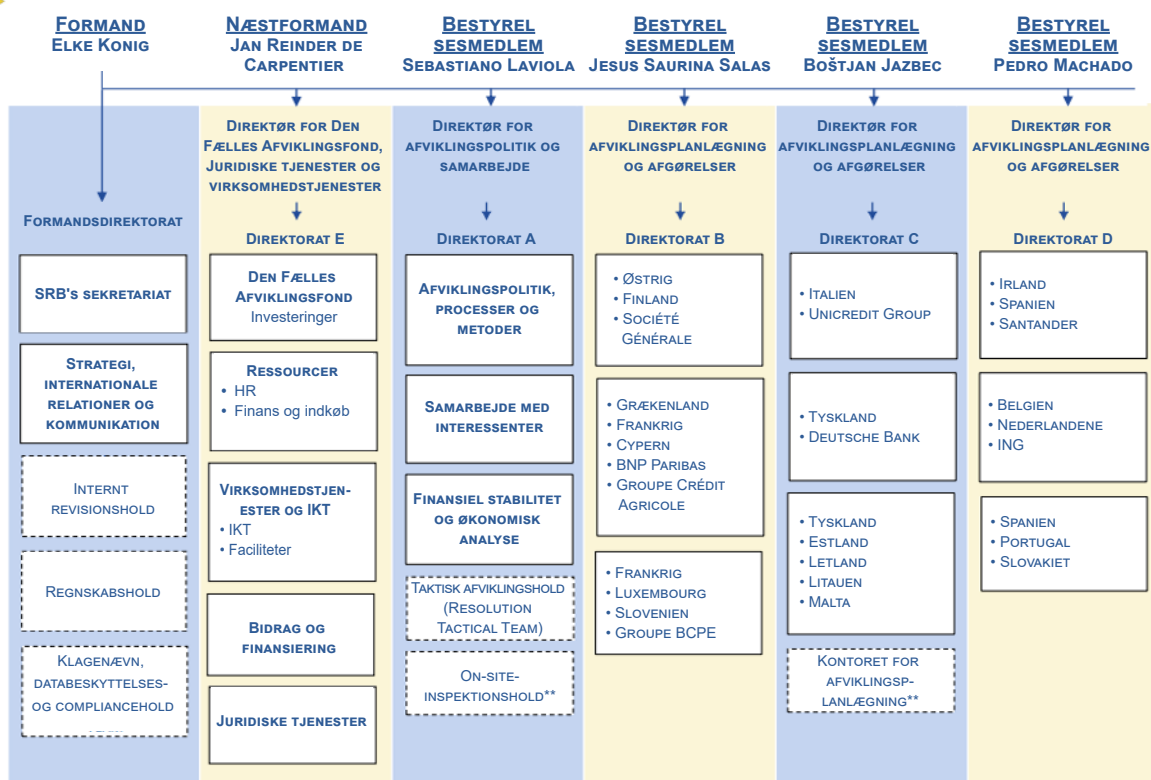 FORMAND
ELKE KONIG
NÆSTFORMAND
JAN REINDER DE
CARPENTIER
BESTYREL
SESMEDLEM
SEBASTIANO LAVIOLA
BESTYREL
SESMEDLEM
JESUS SAURINA SALAS
BESTYREL
SESMEDLEM
BOŠTJAN JAZBEC
BESTYREL
SESMEDLEM
PEDRO MACHADO
FORMANDSDIREKTORAT
SRB's SEKRETARIAT
STRATEGI,
INTERNATIONALE
RELATIONER OG
KOMMUNIKATION
INTERNT
REVISIONSHOLD
REGNSKABSHOLD
KLAGENÆVN,
DATABESKYTTELSES-
OG COMPLIANCEHOLD
DIREKTØR FOR DEN
FÆLLES AFVIKLINGSFOND,
JURIDISKE TJENESTER OG
VIRKSOMHEDSTJENESTER
DIREKTORAT E
DEN FÆLLES
AFVIKLINGSFOND
Investeringer
RESSOURCER
• HR
• Finans og indkøb
VIRKSOMHEDSTJEN-
ESTER OG IKT
• IKT
• Faciliteter
BIDRAG OG
FINANSIERING
JURIDISKE TJENESTER
DIREKTØR FOR
AFVIKLINGSPOLITIK OG
SAMARBEJDE
DIREKTORAT A
AFVIKLINGSPOLITIK,
PROCESSER OG
METODER
SAMARBEJDE MED
INTERESSENTER
FINANSIEL STABILITET
OG ØKONOMISK
ANALYSE
TAKTISK AFVIKLINGSHOLD
(RESOLUTION
TACTICAL TEAM)
ON-SITE-
INSPEKTIONSHOLD**
DIREKTØR FOR
AFVIKLINGSPLANLÆGNING
OG AFGØRELSER
DIREKTORAT B
• ØSTRIG
• FINLAND
• SOCIÉTÉ
GÉNÉRALE
• GRÆKENLAND
• FRANKRIG
• CYPERN
• BNP PARIBAS
• GROUPE CRÉDIT
AGRICOLE
• FRANKRIG
• LUXEMBOURG
• SLOVENIEN
• GROUPE BCPE
DIREKTØR FOR
AFVIKLINGSPLANLÆGNING
OG AFGØRELSER
DIREKTORAT C
• ITALIEN
• UNICREDIT GROUP
• TYSKLAND
• DEUTSCHE BANK
• TYSKLAND
• ESTLAND
• LETLAND
• LITAUEN
• MALTA
KONTORET FOR
AFVIKLINGSP-
LANLÆGNING**
DIREKTØR FOR
AFVIKLINGSPLANLÆGNING
OG AFGØRELSER
DIREKTORAT D
• IRLAND
• SPANIEN
• SANTANDER
• BELGIEN
• NEDERLANDENE
• ING
• SPANIEN
• PORTUGAL
• SLOVAKIET